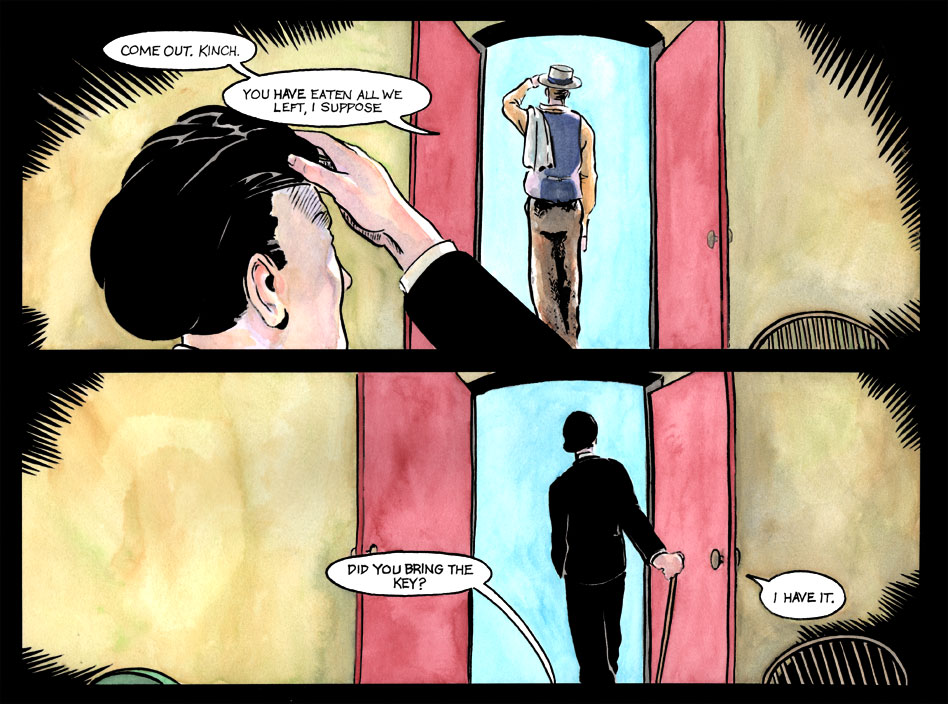 COME OUT. KINCH.
YOU HAVE EATEN ALL WE
LEFT, I SUPPOSE
DID YOU BRING THE
KEY?
I HAVE IT.